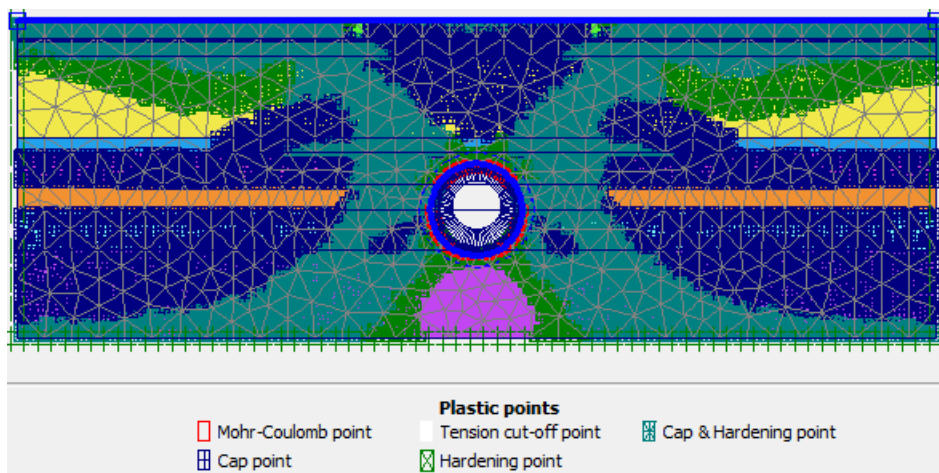 Plastic points
Mohr-Coulomb point Tension cut-off point Cap & Hardening point
Cap point Hardening point